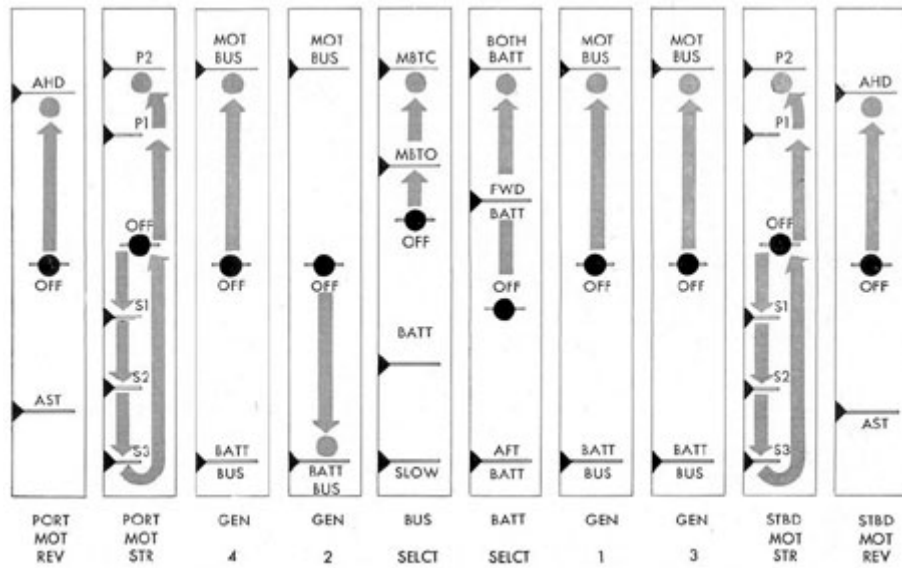 AHD
OFF
AST
PORT
MOT
REV
P2
P1
OFF
S1
S2
S3
PORT
MOT
STR
MOT
BUS
OFF
BATT
BUS
GEN
4
MOT
BUS
OFF
BATT
BUS
GEN
2
MBTC
MBTO
OFF
BATT
SLOW
BUS
SELCT
BOTH
BATT
FWD
BATT
OFF
AFT
BATT
BATT
SELCT
MOT
BUS
OFF
BATT
BUS
GEN
1
MOT
BUS
OFF
BATT
BUS
GEN
3
P2
P1
OFF
S1
S2
S3
STBD
MOT
STR
AHD
OFF
AST
STBD
MOT
REV